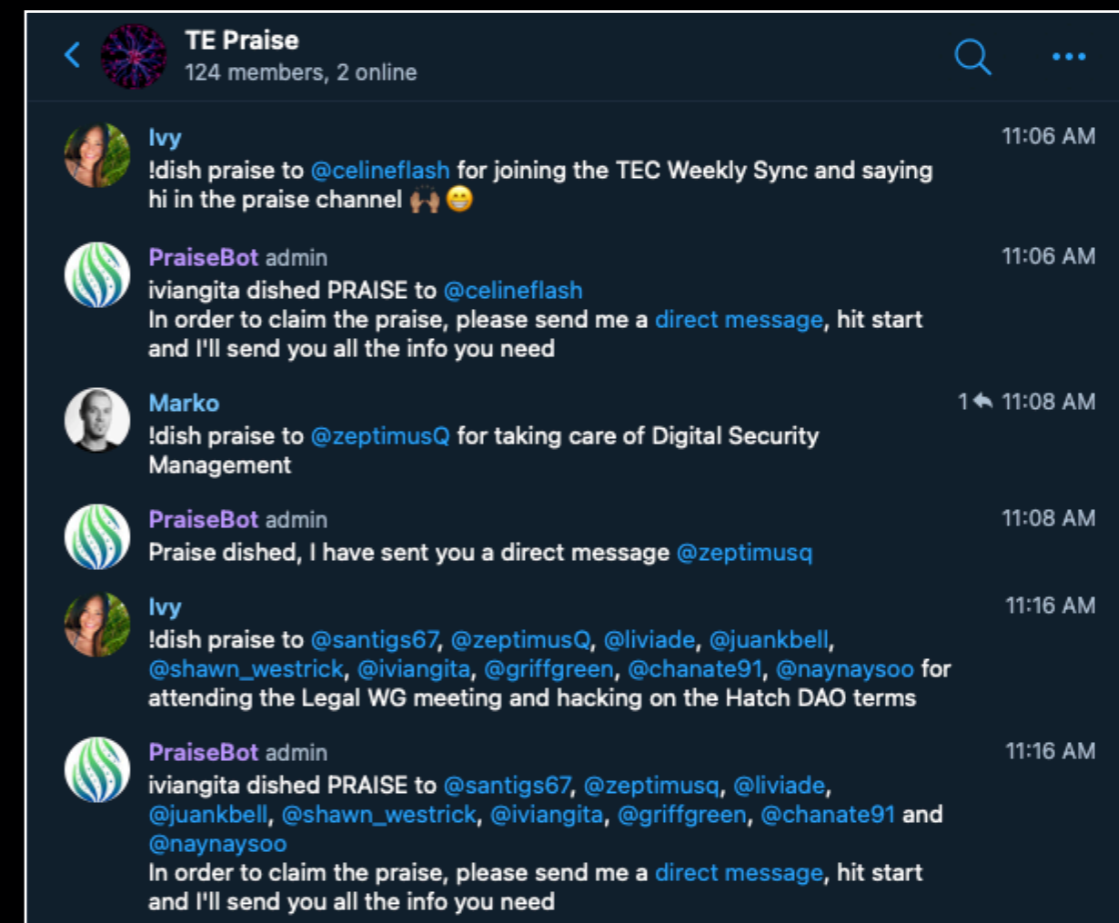 TE Praise
124 members, 2 online
Ivy 11:06 AM
!dish praise to @celineflash for joining the TEC Weekly Sync and saying
hi in the praise channel 🙌🏽 😁
PraiseBot admin 11:06 AM
iviangita dished PRAISE to @celineflash
In order to claim the praise, please send me a direct message, hit start
and I'll send you all the info you need
Marko 1 11:08 AM
!dish praise to @zeptimusQ for taking care of Digital Security
Management
PraiseBot admin 11:08 AM
Praise dished, I have sent you a direct message @zeptimusq
Ivy 11:16 AM
!dish praise to @santigs67, @zeptimusQ, @liviade, @juankbell,
@shawn_westrick, @iviangita, @griffgreen, @chanate91, @naynaysoo for
attending the Legal WG meeting and hacking on the Hatch DAO terms
PraiseBot admin 11:16 AM
iviangita dished PRAISE to @santigs67, @zeptimusq, @liviade,
@juankbell, @shawn_westrick, @iviangita, @griffgreen, @chanate91 and
@naynaysoo
In order to claim the praise, please send me a direct message, hit start
and I'll send you all the info you need